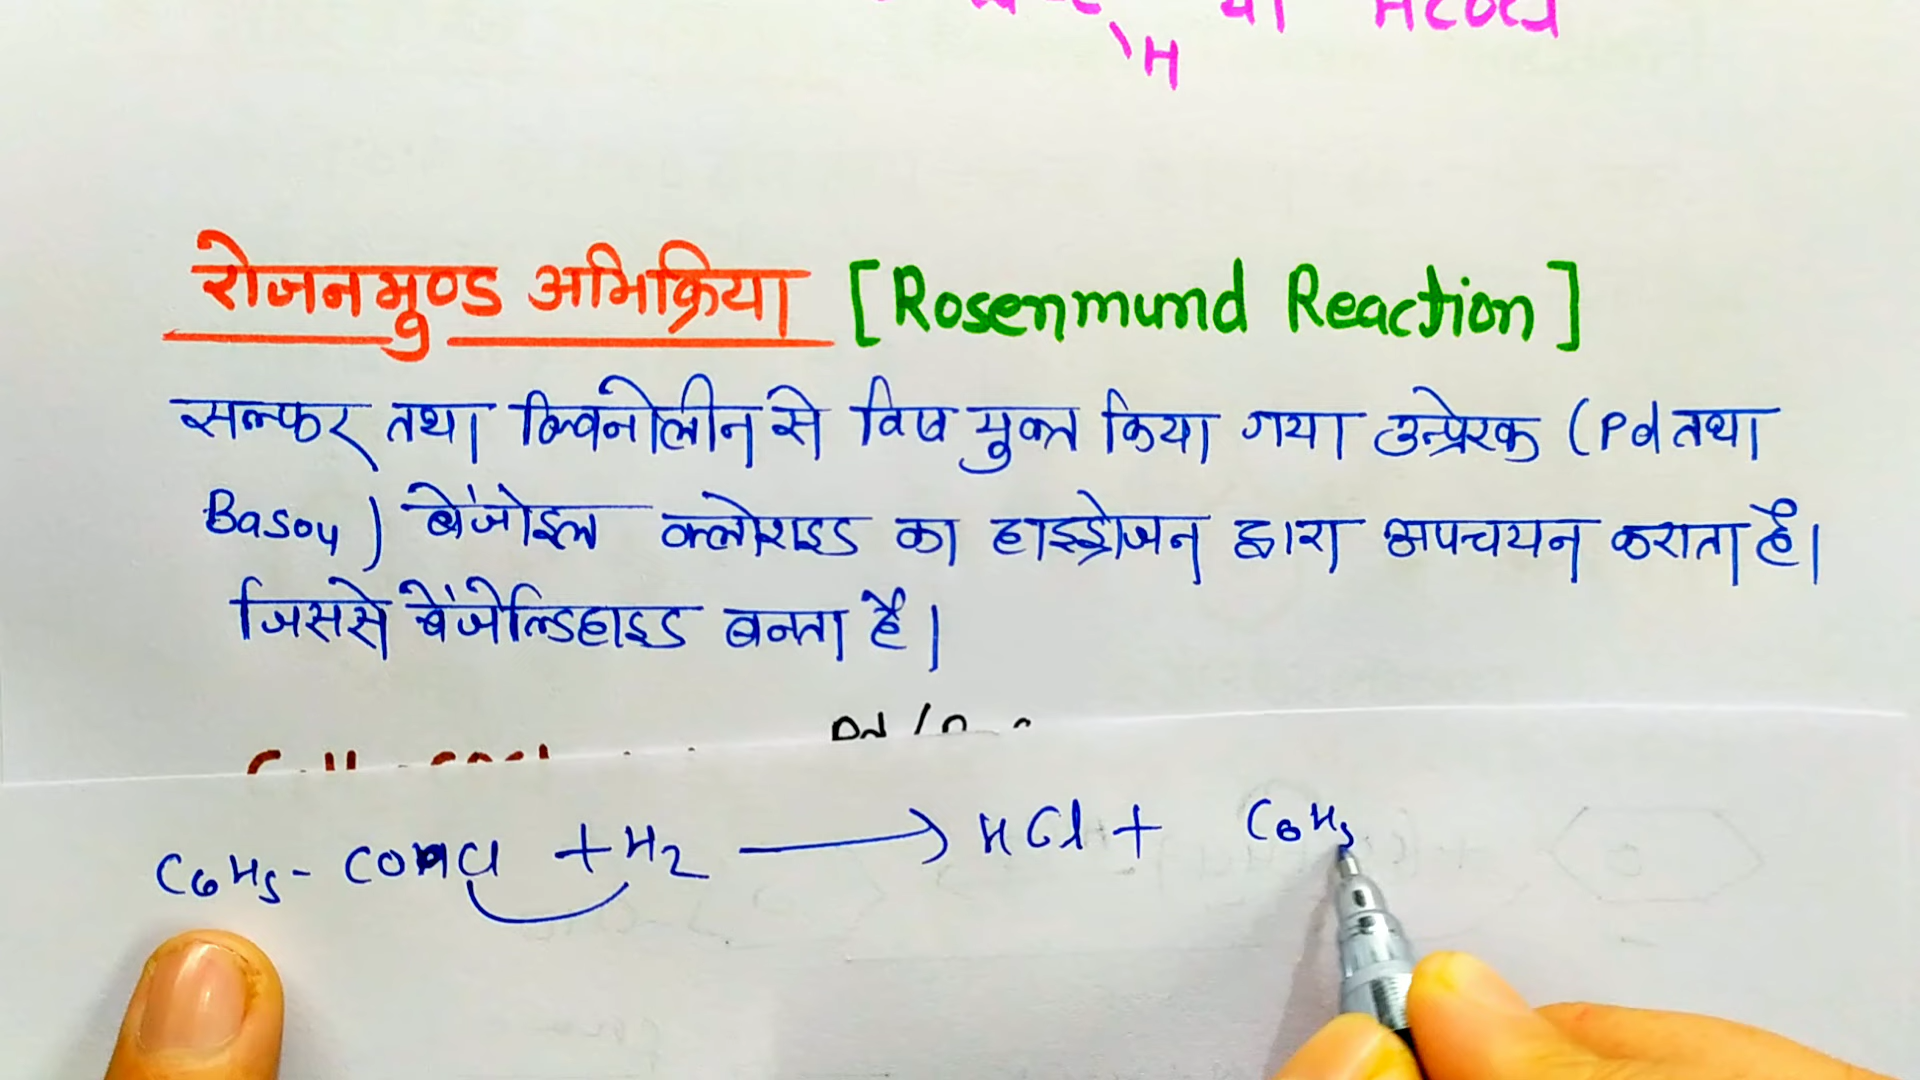 या
H
रोजनमुण्ड अभिक्रिया [Rosenmund Reaction]
सल्फर तथा क्विनोलीन से विष युक्त किया गया उत्प्रेरक (Pd तथा
BaSO4) बेंजोइल क्लोराइड का हाइड्रोजन द्वारा अपचयन कराता है।
जिससे बेंजेल्डिहाइड बनता है।
C6H5- COCl + H2 ⟶ HCl + C6H5